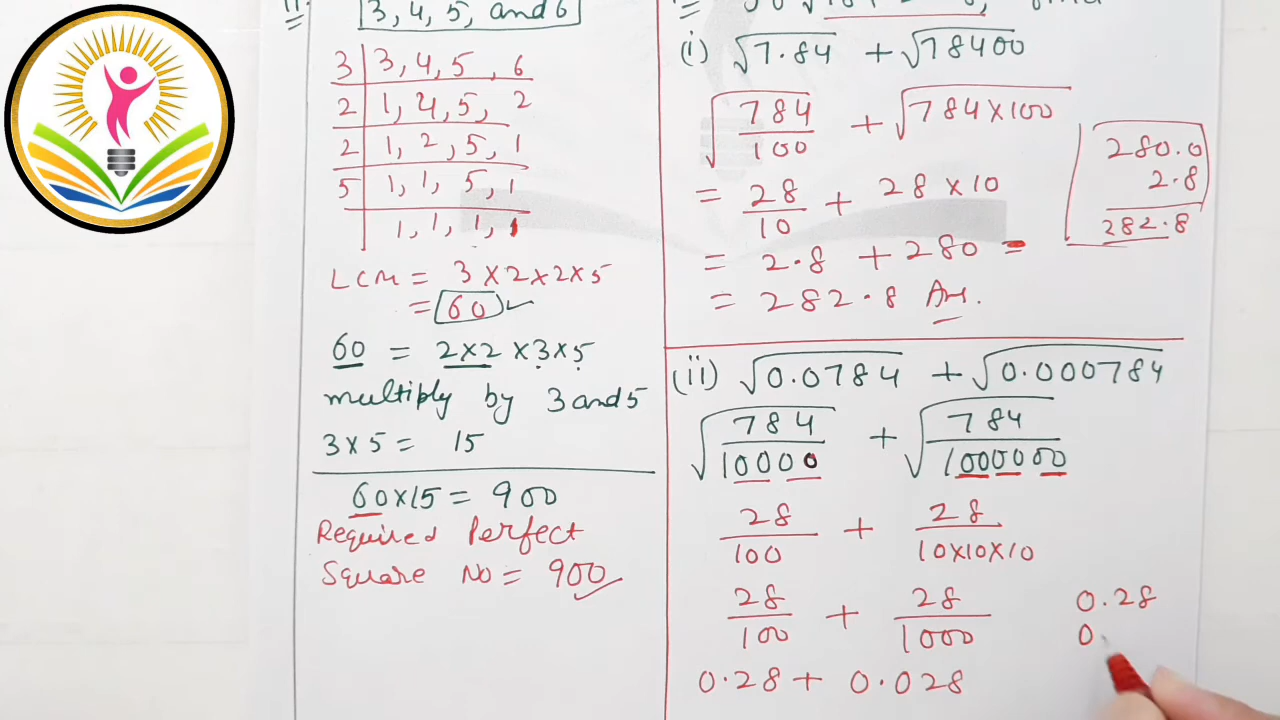 3, 4, 5, and 6
3 | 3, 4, 5, 6
2 | 1, 4, 5, 2
2 | 1, 2, 5, 1
5 | 1, 1, 5, 1
1, 1, 1, 1
LCM = 3×2×2×5
= 60 ✓
60 = 2×2×3×5
multiply by 3 and 5
3×5 = 15
60×15 = 900
Required Perfect
Square No = 900
(i) √7.84 + √78400
√784/100 + √784×100
= 28/10 + 28×10
= 2.8 + 280 =
= 282.8 Ans.
280.0
2.8
282.8
(ii) √0.0784 + √0.000784
√784/10000 + √784/1000000
28/100 + 28/10×10×10
28/100 + 28/1000
0.28 + 0.028
0.28
0.